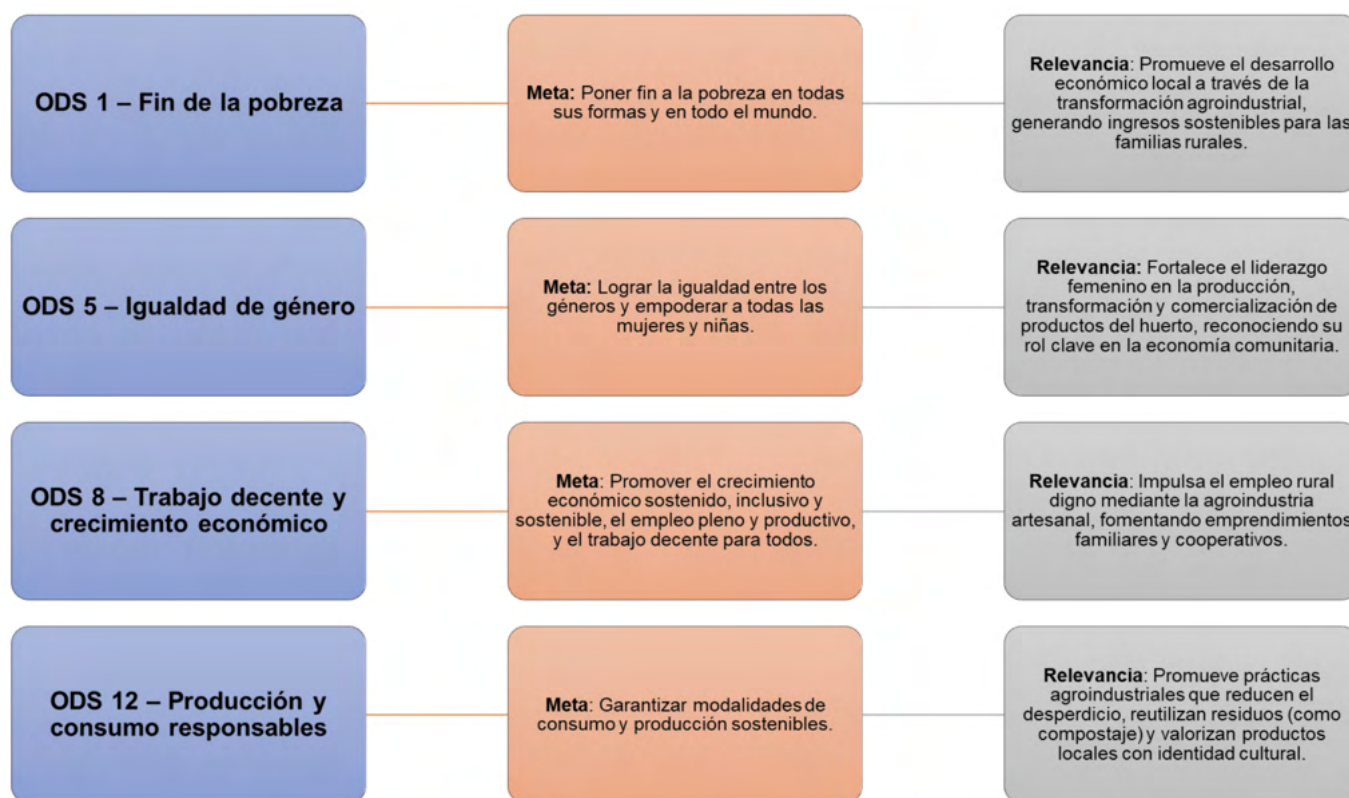 ODS 1 – Fin de la pobreza
Meta: Poner fin a la pobreza en todas
sus formas y en todo el mundo.
Relevancia: Promueve el desarrollo
económico local a través de la
transformación agroindustrial,
generando ingresos sostenibles para las
familias rurales.
ODS 5 – Igualdad de género
Meta: Lograr la igualdad entre los
géneros y empoderar a todas las
mujeres y niñas.
Relevancia: Fortalece el liderazgo
femenino en la producción,
transformación y comercialización de
productos del huerto, reconociendo su
rol clave en la economía comunitaria.
ODS 8 – Trabajo decente y
crecimiento económico
Meta: Promover el crecimiento
económico sostenido, inclusivo y
sostenible, el empleo pleno y productivo,
y el trabajo decente para todos.
Relevancia: Impulsa el empleo rural
digno mediante la agroindustria
artesanal, fomentando emprendimientos
familiares y cooperativos.
ODS 12 – Producción y
consumo responsables
Meta: Garantizar modalidades de
consumo y producción sostenibles.
Relevancia: Promueve prácticas
agroindustriales que reducen el
desperdicio, reutilizan residuos (como
compostaje) y valorizan productos
locales con identidad cultural.